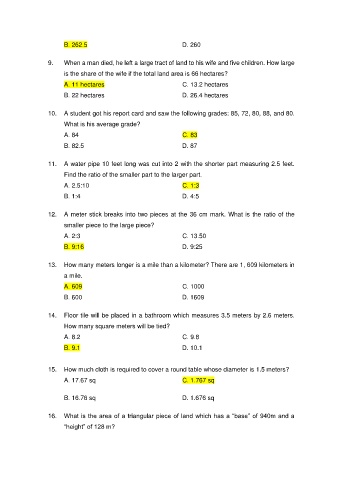 B. 262.5 D. 260
9. When a man died, he left a large tract of land to his wife and five children. How large
is the share of the wife if the total land area is 66 hectares?
A. 11 hectares C. 13.2 hectares
B. 22 hectares D. 26.4 hectares
10. A student got his report card and saw the following grades: 85, 72, 80, 88, and 80.
What is his average grade?
A. 84 C. 83
B. 82.5 D. 87
11. A water pipe 10 feet long was cut into 2 with the shorter part measuring 2.5 feet.
Find the ratio of the smaller part to the larger part.
A. 2.5:10 C. 1:3
B. 1:4 D. 4:5
12. A meter stick breaks into two pieces at the 36 cm mark. What is the ratio of the
smaller piece to the large piece?
A. 2:3 C. 13.50
B. 9:16 D. 9:25
13. How many meters longer is a mile than a kilometer? There are 1, 609 kilometers in
a mile.
A. 609 C. 1000
B. 600 D. 1609
14. Floor tile will be placed in a bathroom which measures 3.5 meters by 2.6 meters.
How many square meters will be tied?
A. 8.2 C. 9.8
B. 9.1 D. 10.1
15. How much cloth is required to cover a round table whose diameter is 1.5 meters?
A. 17.67 sq C. 1.767 sq
B. 16.76 sq D. 1.676 sq
16. What is the area of a triangular piece of land which has a "base" of 940m and a
"height" of 128 m?